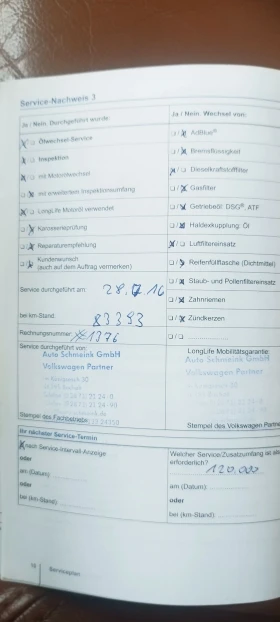 Service-Nachweis 3
Ja / Nein. Durchgeführt wurde:
Ölwechsel-Service
Inspektion
mit Motorölwechsel
mit erweitertem Inspektionsumfang
LongLife Motoröl verwendet
Karosserieprüfung
Reparaturempfehlung
Kundenwunsch
(auch auf dem Auftrag vermerken)
Service durchgeführt am: 28.7.16
bei km-Stand: 83393
Rechnungsnummer: 1376
Service durchgeführt von:
Auto Schmeink GmbH
Volkswagen Partner
Stempel des Fachbetriebs
Ja / Nein. Wechsel von:
AdBlue®
Bremsflüssigkeit
Dieselkraftstofffilter
Gasfilter
Getriebeöl: DSG®, ATF
Haldexkupplung: Öl
Luftfiltereinsatz
Reifenfüllflasche (Dichtmittel)
Staub- und Pollenfiltereinsatz
Zahnriemen
Zündkerzen
LongLife Mobilitätsgarantie:
Auto Schmeink GmbH
Volkswagen Partner
Stempel des Volkswagen
Ihr nächster Service-Termin
nach Service-Intervall-Anzeige
oder
am (Datum):
oder
bei (km-Stand):
Welcher Service/Zusatzumfang ist
erforderlich?
120.000
am (Datum):
oder
bei (km-Stand):
Serviceplan